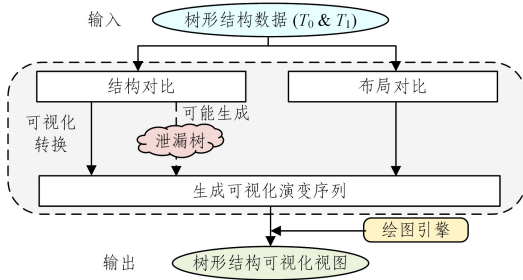 输入
树形结构数据 (T₀ & T₁)
结构对比
布局对比
可视化
转换
可能生成
泄漏树
生成可视化演变序列
绘图引擎
输出
树形结构可视化视图